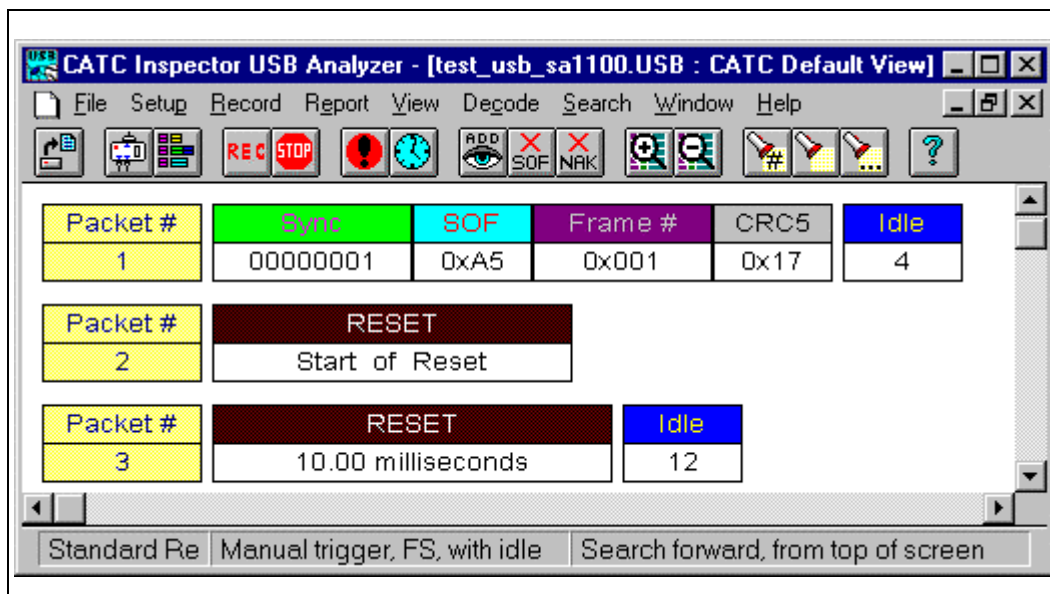 CATC Inspector USB Analyzer - [test_usb_sa1100.USB : CATC Default View]
File Setup Record Report View Decode Search Window Help
USB REC STOP ADD SOF NAK # ... ?
Packet # Sync SOF Frame # CRC5 Idle
1 00000001 0xA5 0x001 0x17 4
Packet # RESET
2 Start of Reset
Packet # RESET Idle
3 10.00 milliseconds 12
Standard Re Manual trigger, FS, with idle Search forward, from top of screen